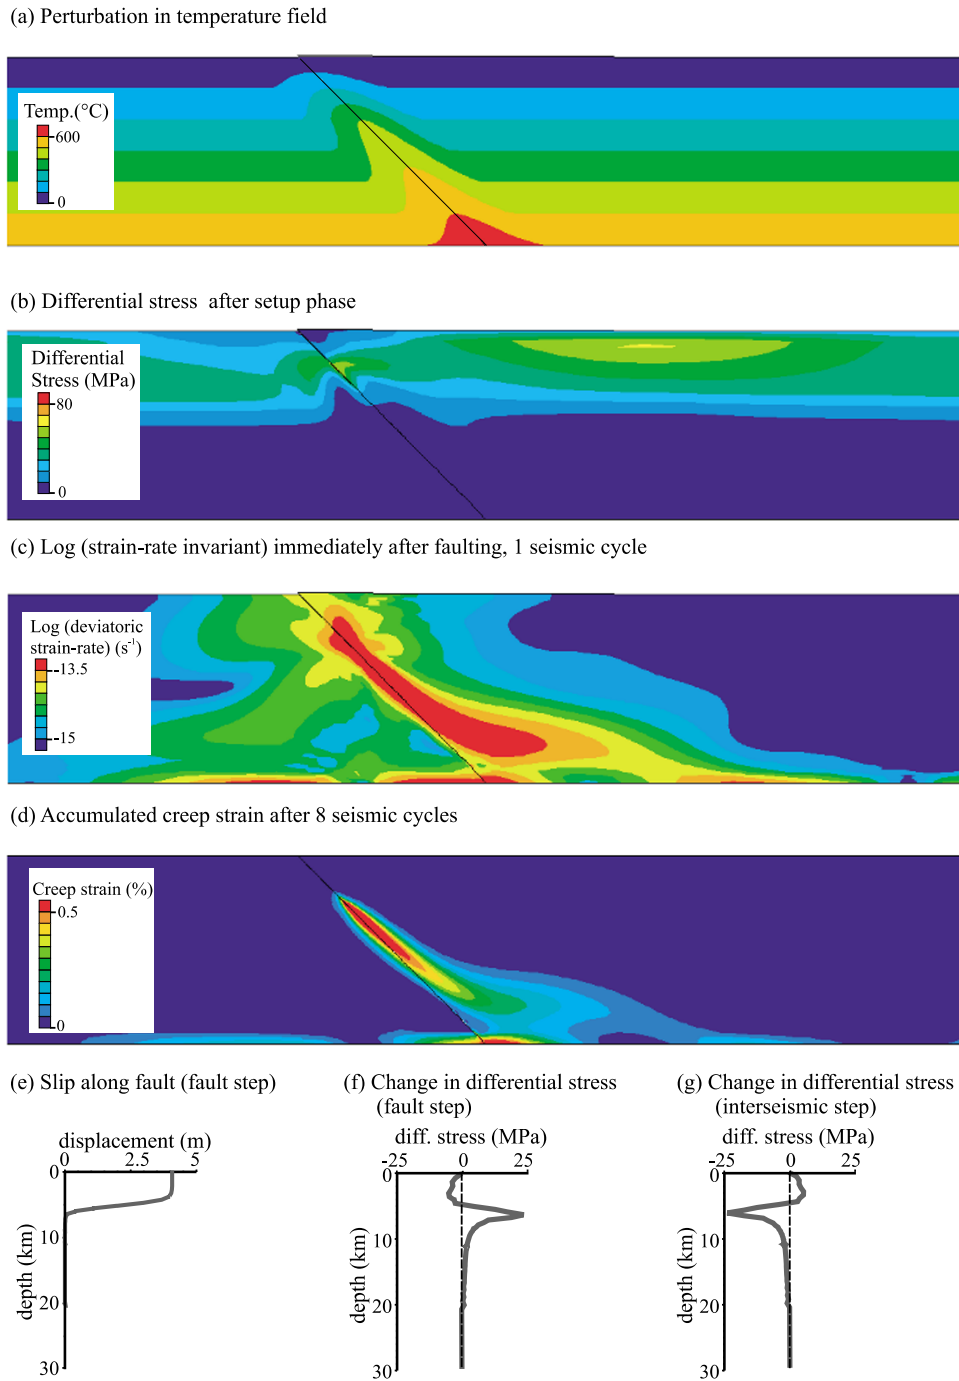 (a) Perturbation in temperature field
Temp.(°C)
600
0
(b) Differential stress after setup phase
Differential
Stress (MPa)
80
0
(c) Log (strain-rate invariant) immediately after faulting, 1 seismic cycle
Log (deviatoric
strain-rate) (s⁻¹)
-13.5
-15
(d) Accumulated creep strain after 8 seismic cycles
Creep strain (%)
0.5
0
(e) Slip along fault (fault step)
displacement (m)
0 2.5 5
0
10
20
30
depth (km)
(f) Change in differential stress
(fault step)
diff. stress (MPa)
-25 0 25
0
10
20
30
depth (km)
(g) Change in differential stress
(interseismic step)
diff. stress (MPa)
-25 0 25
0
10
20
30
depth (km)